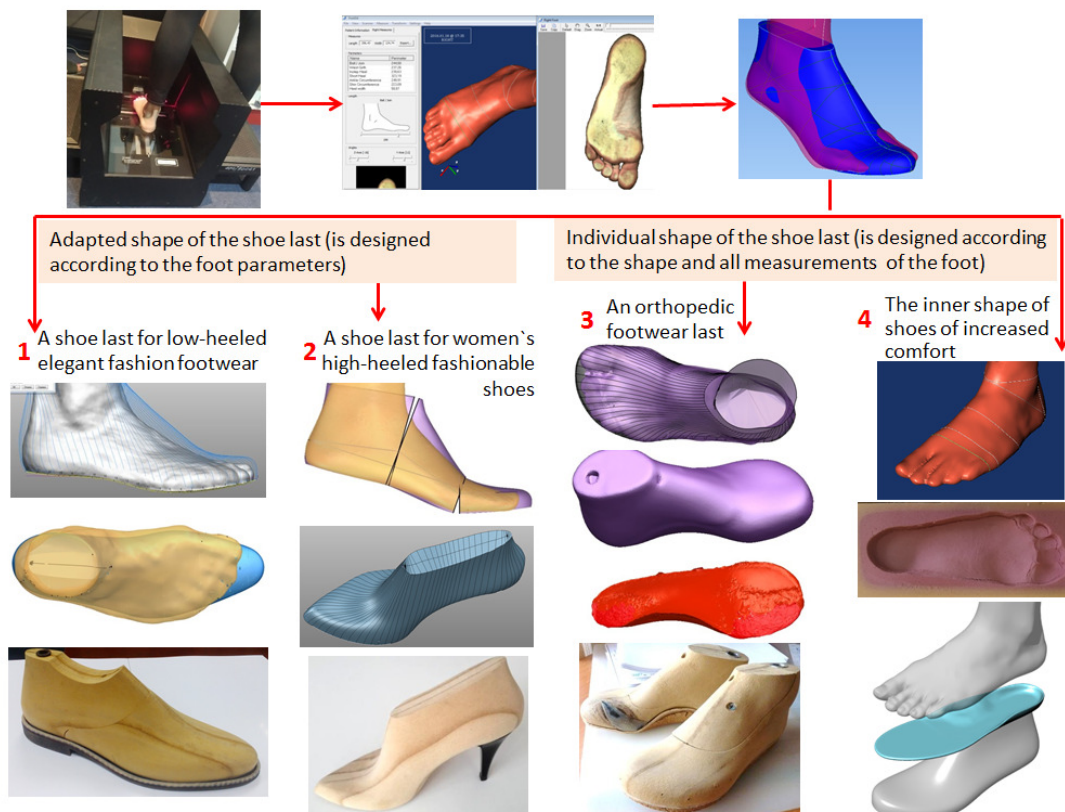 Adapted shape of the shoe last (is designed
according to the foot parameters)
Individual shape of the shoe last (is designed according
to the shape and all measurements of the foot)
1
A shoe last for low-heeled
elegant fashion footwear
2
A shoe last for women`s
high-heeled fashionable
shoes
3
An orthopedic
footwear last
4
The inner shape of
shoes of increased
comfort